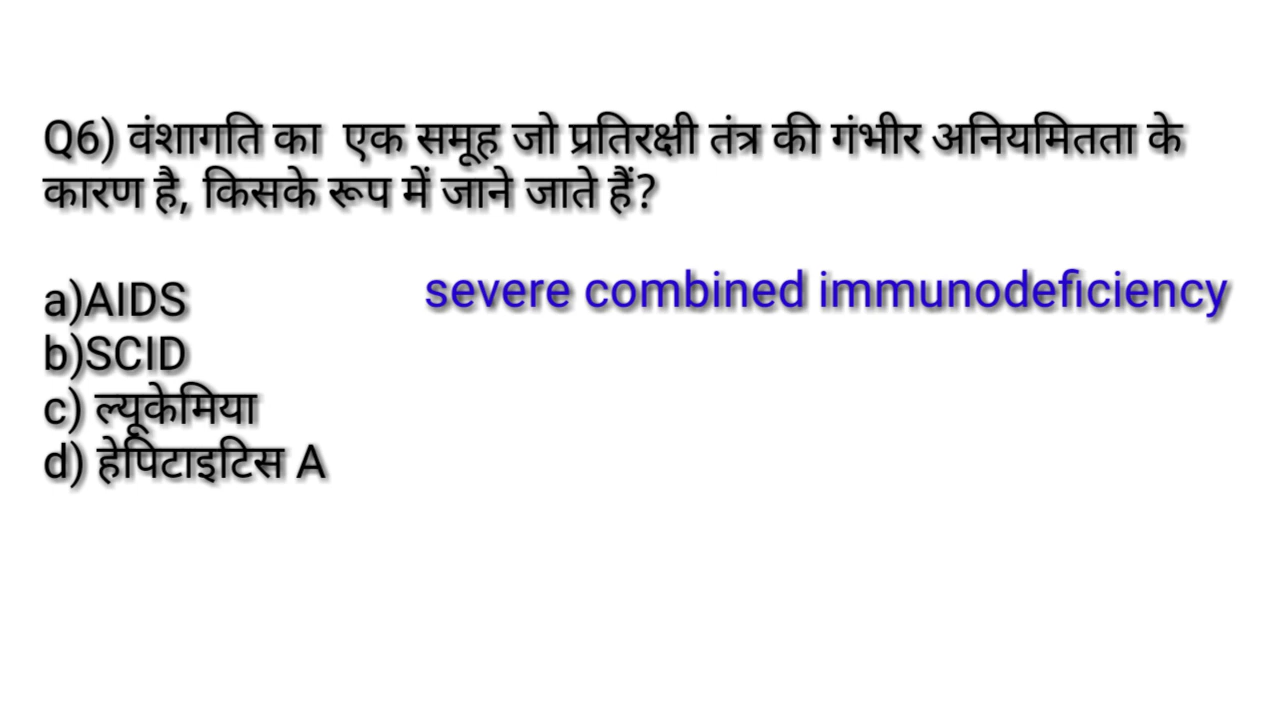 Q6) वंशागति का  एक समूह जो प्रतिरक्षी तंत्र की गंभीर अनियमितता के
कारण है, किसके रूप में जाने जाते हैं?
a)AIDS
severe combined immunodeficiency
b)SCID
c) ल्यूकेमिया
d) हेपिटाइटिस A